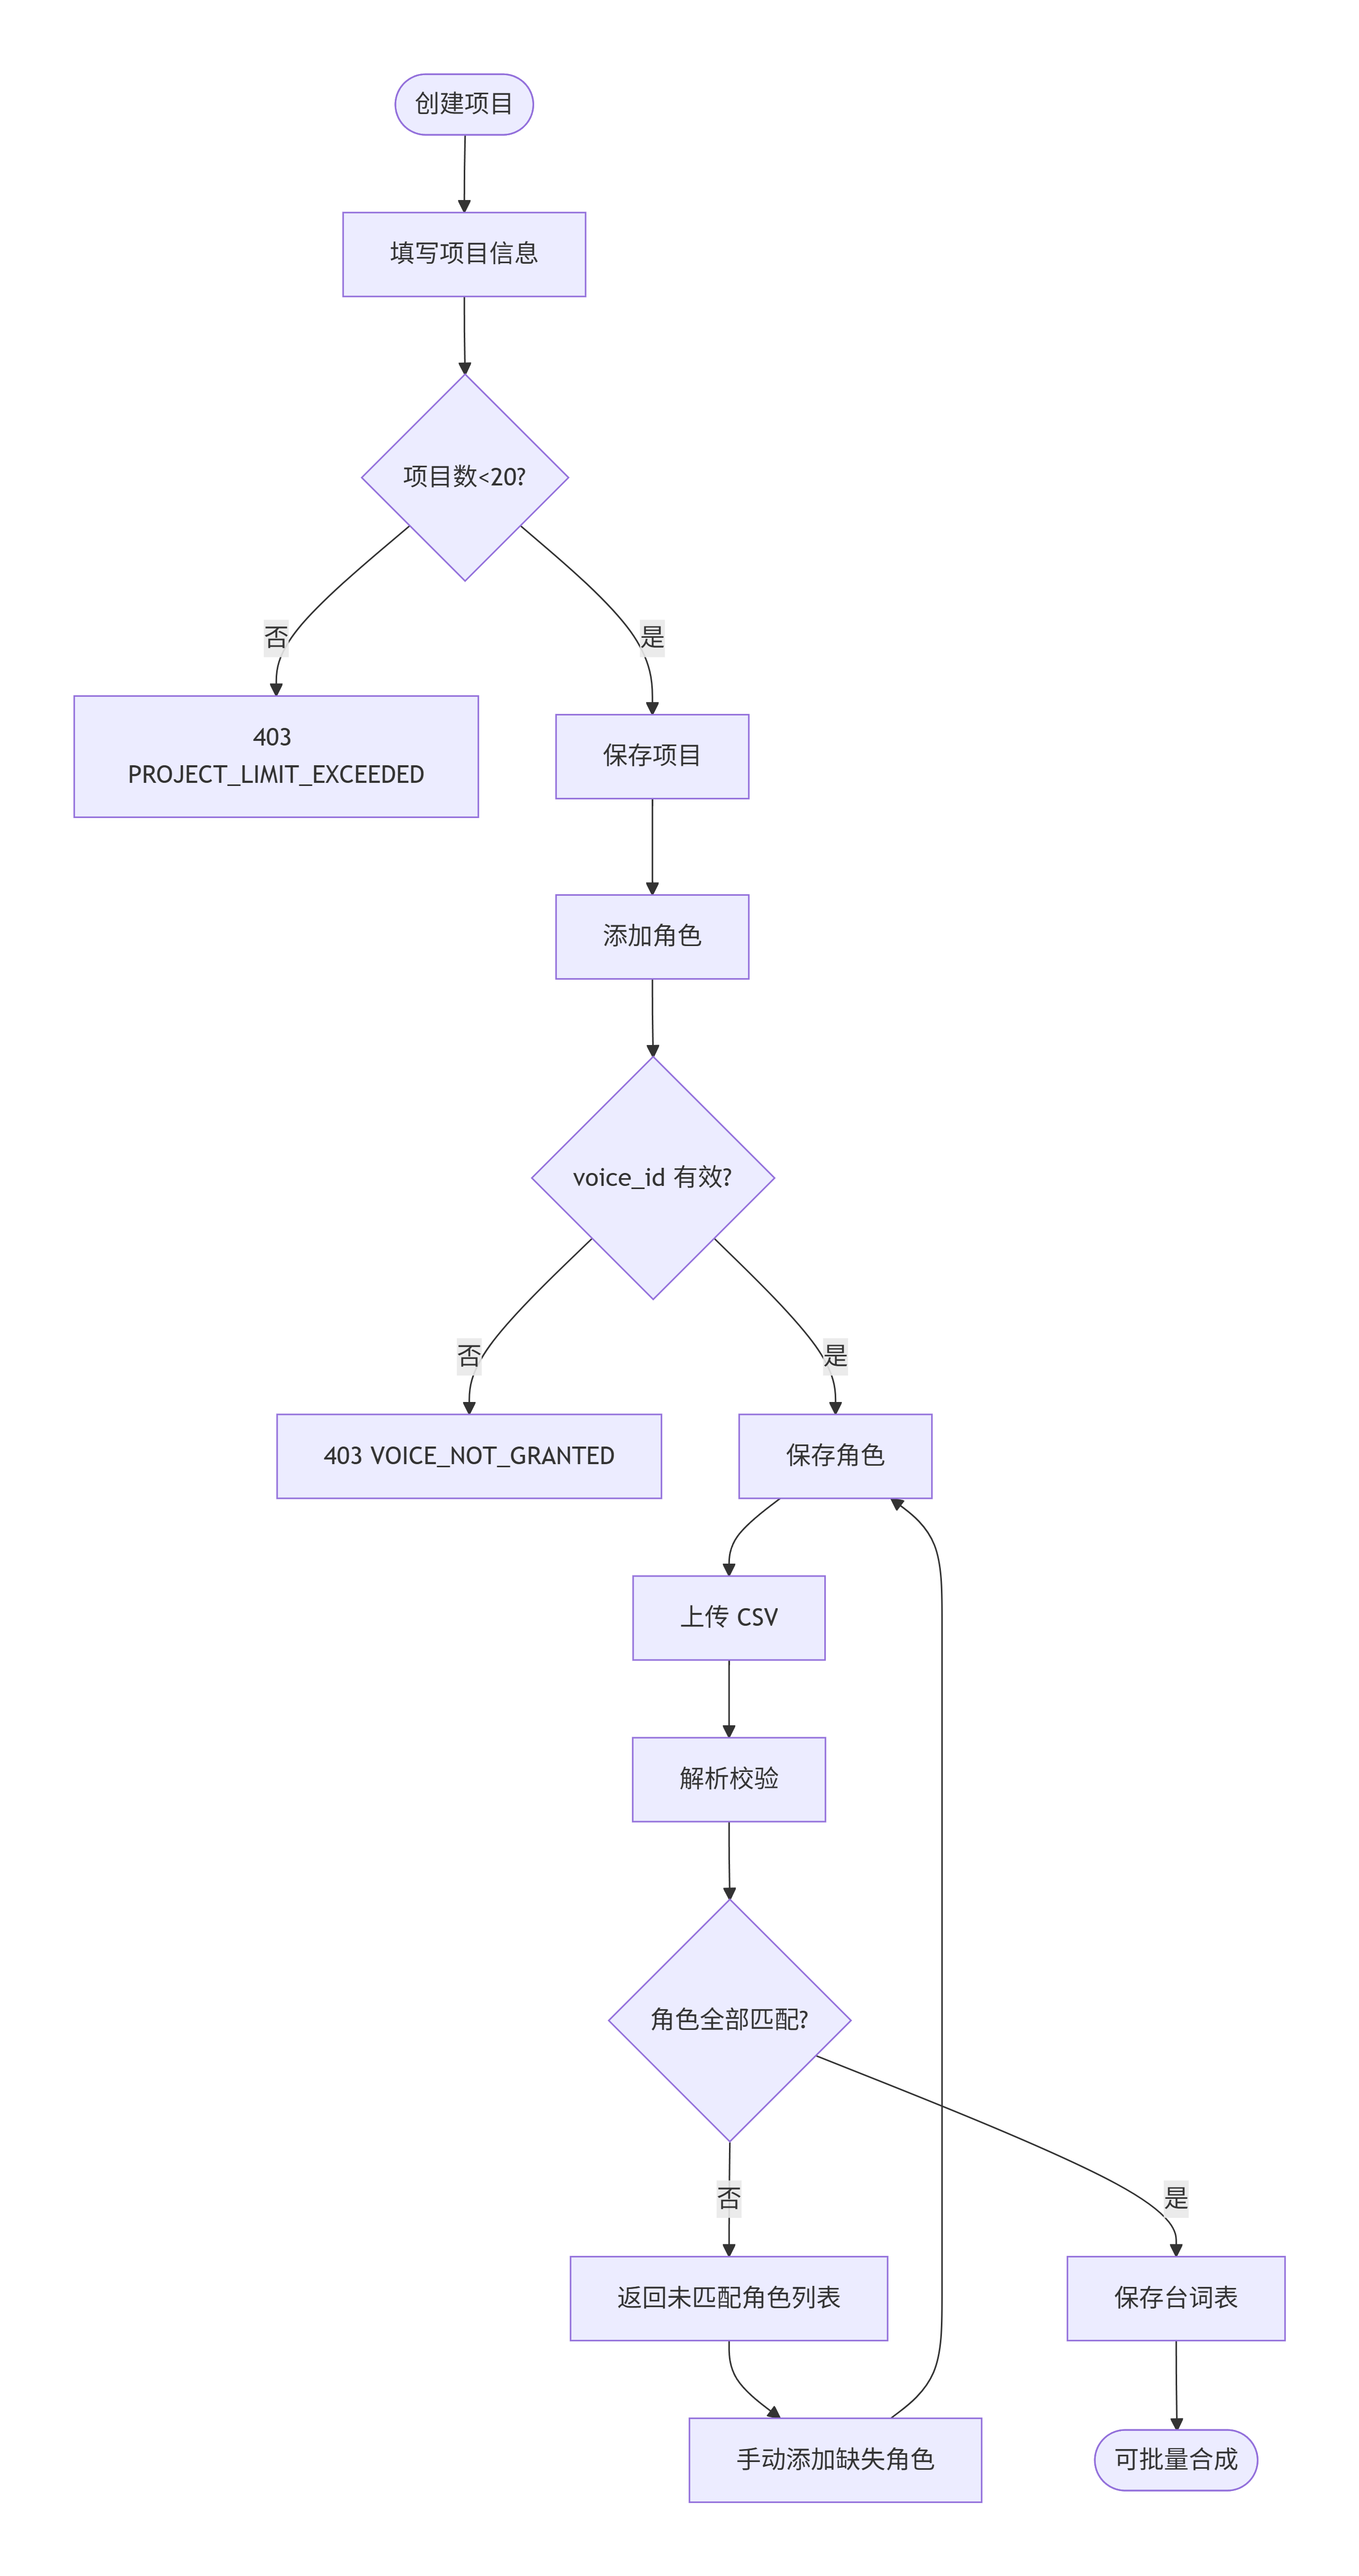 创建项目
填写项目信息
项目数<20?
否
是
403
PROJECT_LIMIT_EXCEEDED
保存项目
添加角色
voice_id 有效?
否
是
403 VOICE_NOT_GRANTED
保存角色
上传 CSV
解析校验
角色全部匹配?
否
是
返回未匹配角色列表
保存台词表
手动添加缺失角色
可批量合成